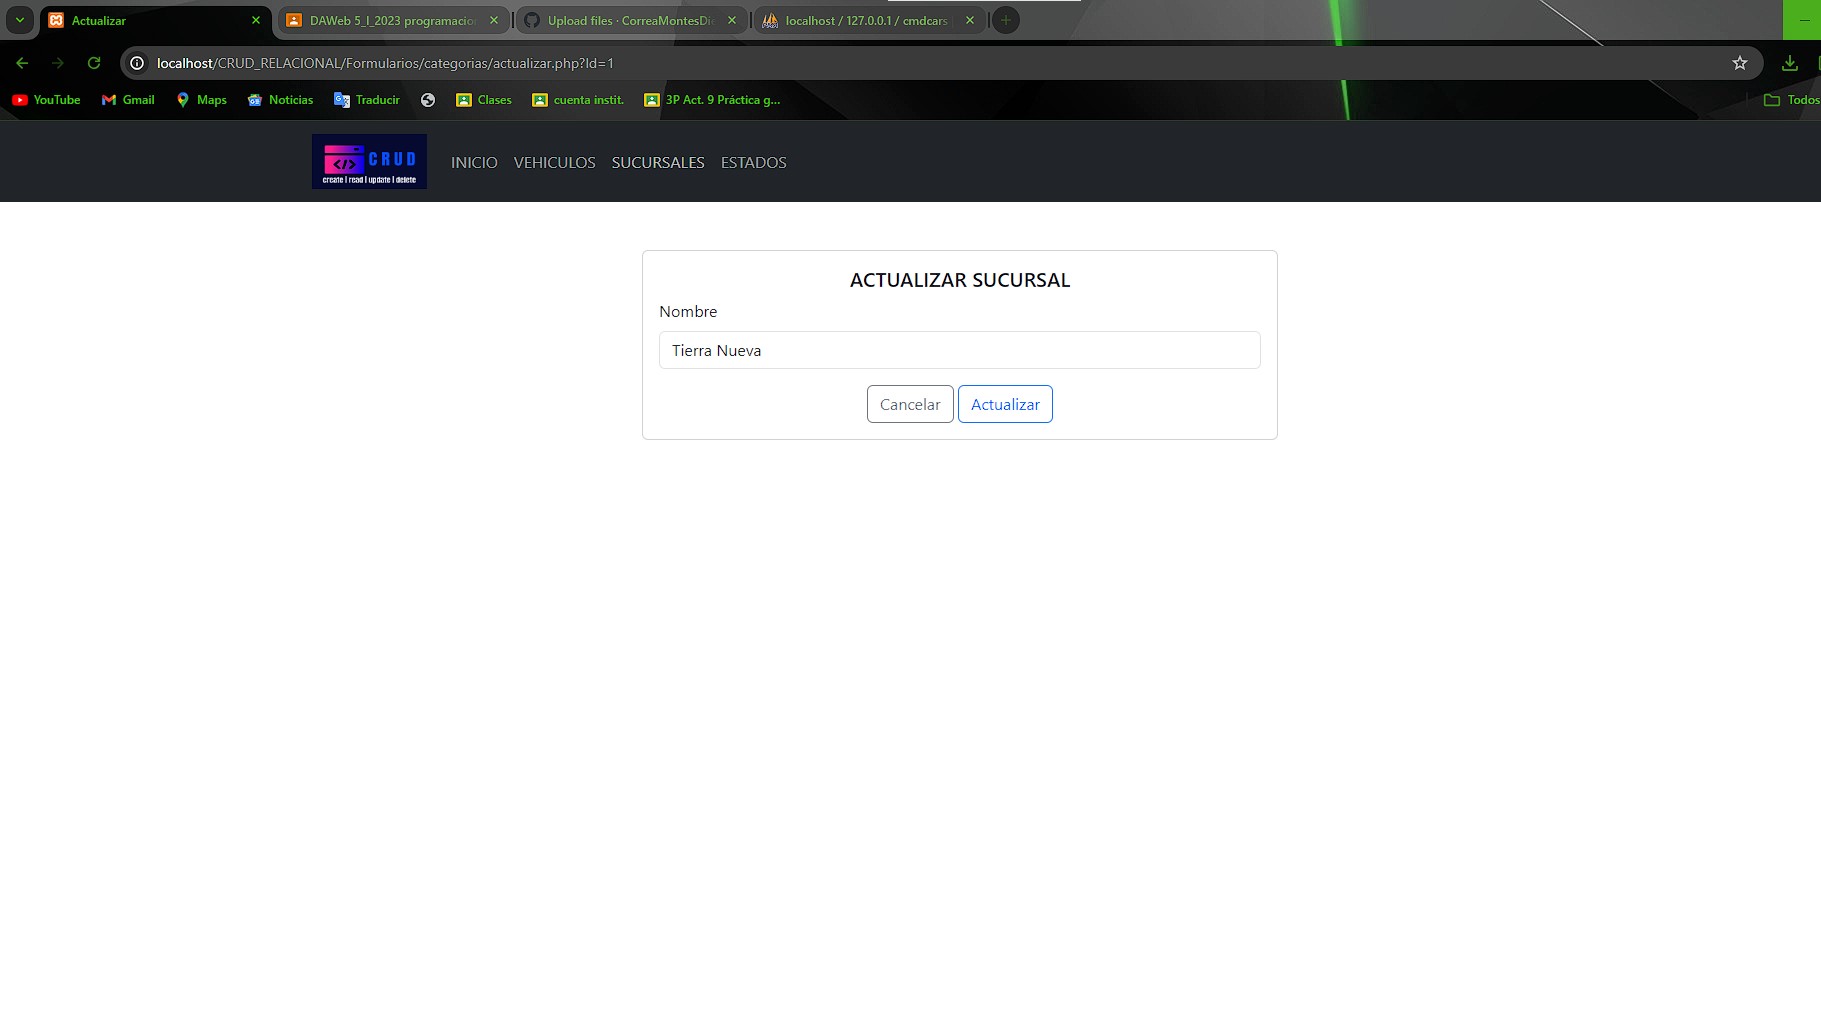 Actualizar
DAWeb 5_I_2023 programacio
Upload files · CorreaMontesDie
localhost / 127.0.0.1 / cmdcars
localhost/CRUD_RELACIONAL/Formularios/categorias/actualizar.php?Id=1
YouTube
Gmail
Maps
Noticias
Traducir
Clases
cuenta instit.
3P Act. 9 Práctica g...
Todos
CRUD
create | read | update | delete
INICIO
VEHICULOS
SUCURSALES
ESTADOS
ACTUALIZAR SUCURSAL
Nombre
Tierra Nueva
Cancelar
Actualizar